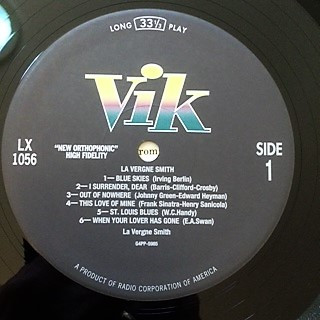 LONG 33⅓ PLAY
Vik
LX
1056
"NEW ORTHOPHONIC"
HIGH FIDELITY
rom
SIDE
1
LA VERGNE SMITH
1—BLUE SKIES (Irving Berlin)
2—I SURRENDER, DEAR (Barris-Clifford-Crosby)
3—OUT OF NOWHERE (Johnny Green-Edward Heyman)
4—THIS LOVE OF MINE (Frank Sinatra-Henry Sanicola)
5—ST. LOUIS BLUES (W.C.Handy)
6—WHEN YOUR LOVER HAS GONE (E.A.Swan)
La Vergne Smith
A PRODUCT OF RADIO CORPORATION OF AMERICA